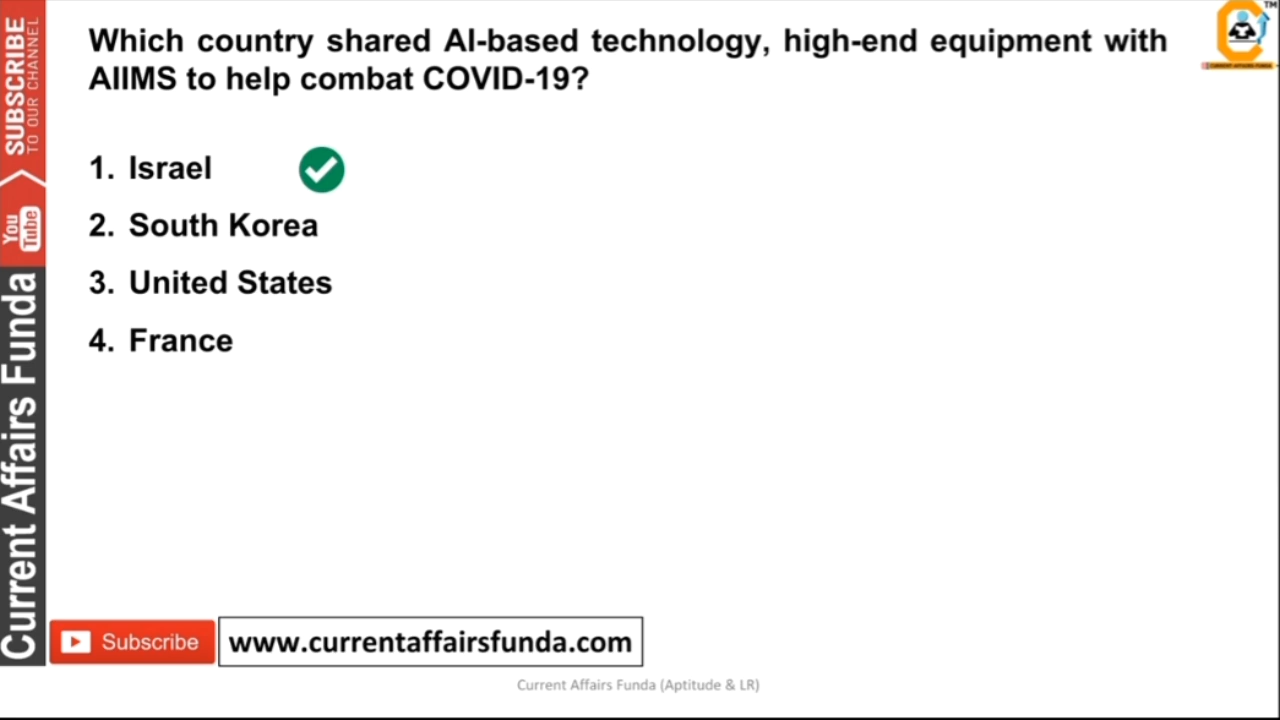 Which country shared AI-based technology, high-end equipment with
AIIMS to help combat COVID-19?
1. Israel
2. South Korea
3. United States
4. France
SUBSCRIBE
TO OUR CHANNEL
You
Tube
Current Affairs Funda
Subscribe
www.currentaffairsfunda.com
Current Affairs Funda (Aptitude & LR)
TM